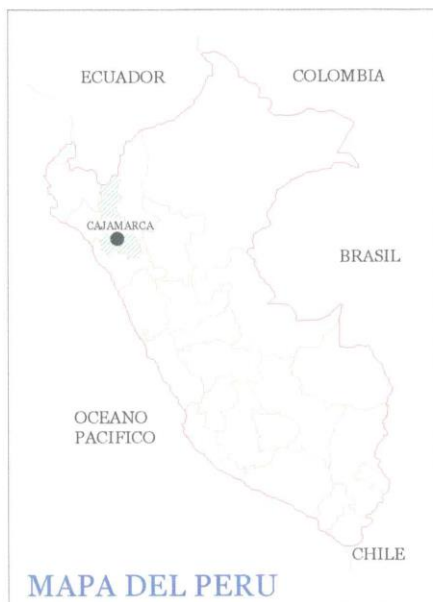 ECUADOR
COLOMBIA
CAJAMARCA
BRASIL
OCEANO
PACIFICO
CHILE
MAPA DEL PERU